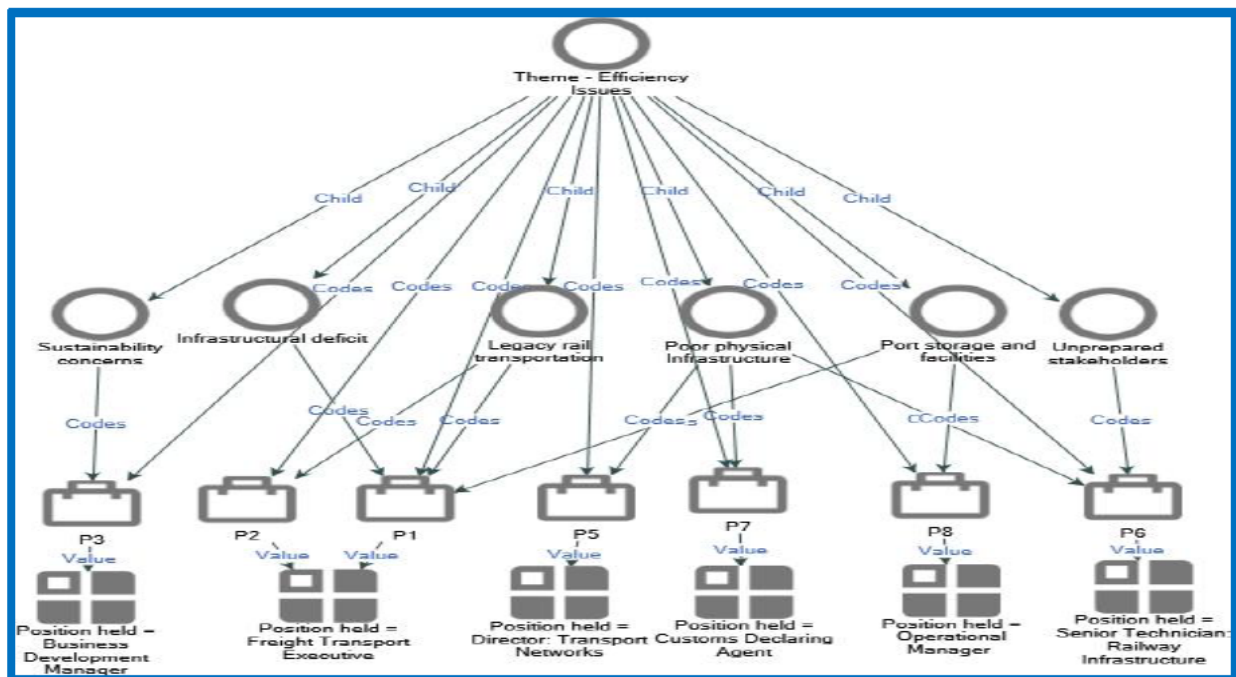 Theme - Efficiency
Issues
Child
Child
Child
Child
Child
Child
Codes
Codes
Codes
Codes
Codes
Codes
Codes
Sustainability
concerns
Infrastructural deficit
Legacy rail
transportation
Poor physical
Infrastructure
Port storage and
facilities
Unprepared
stakeholders
Codes
Codes
Codes
Codes
Codes
Codes
Codes
Codes
P3
P2
P1
P5
P7
P8
P6
Value
Value
Value
Value
Value
Value
Value
Position held =
Business
Development
Manager
Position held =
Freight Transport
Executive
Position held =
Director: Transport
Networks
Position held =
Customs Declaring
Agent
Position held =
Operational
Manager
Position held =
Senior Technician:
Railway
Infrastructure